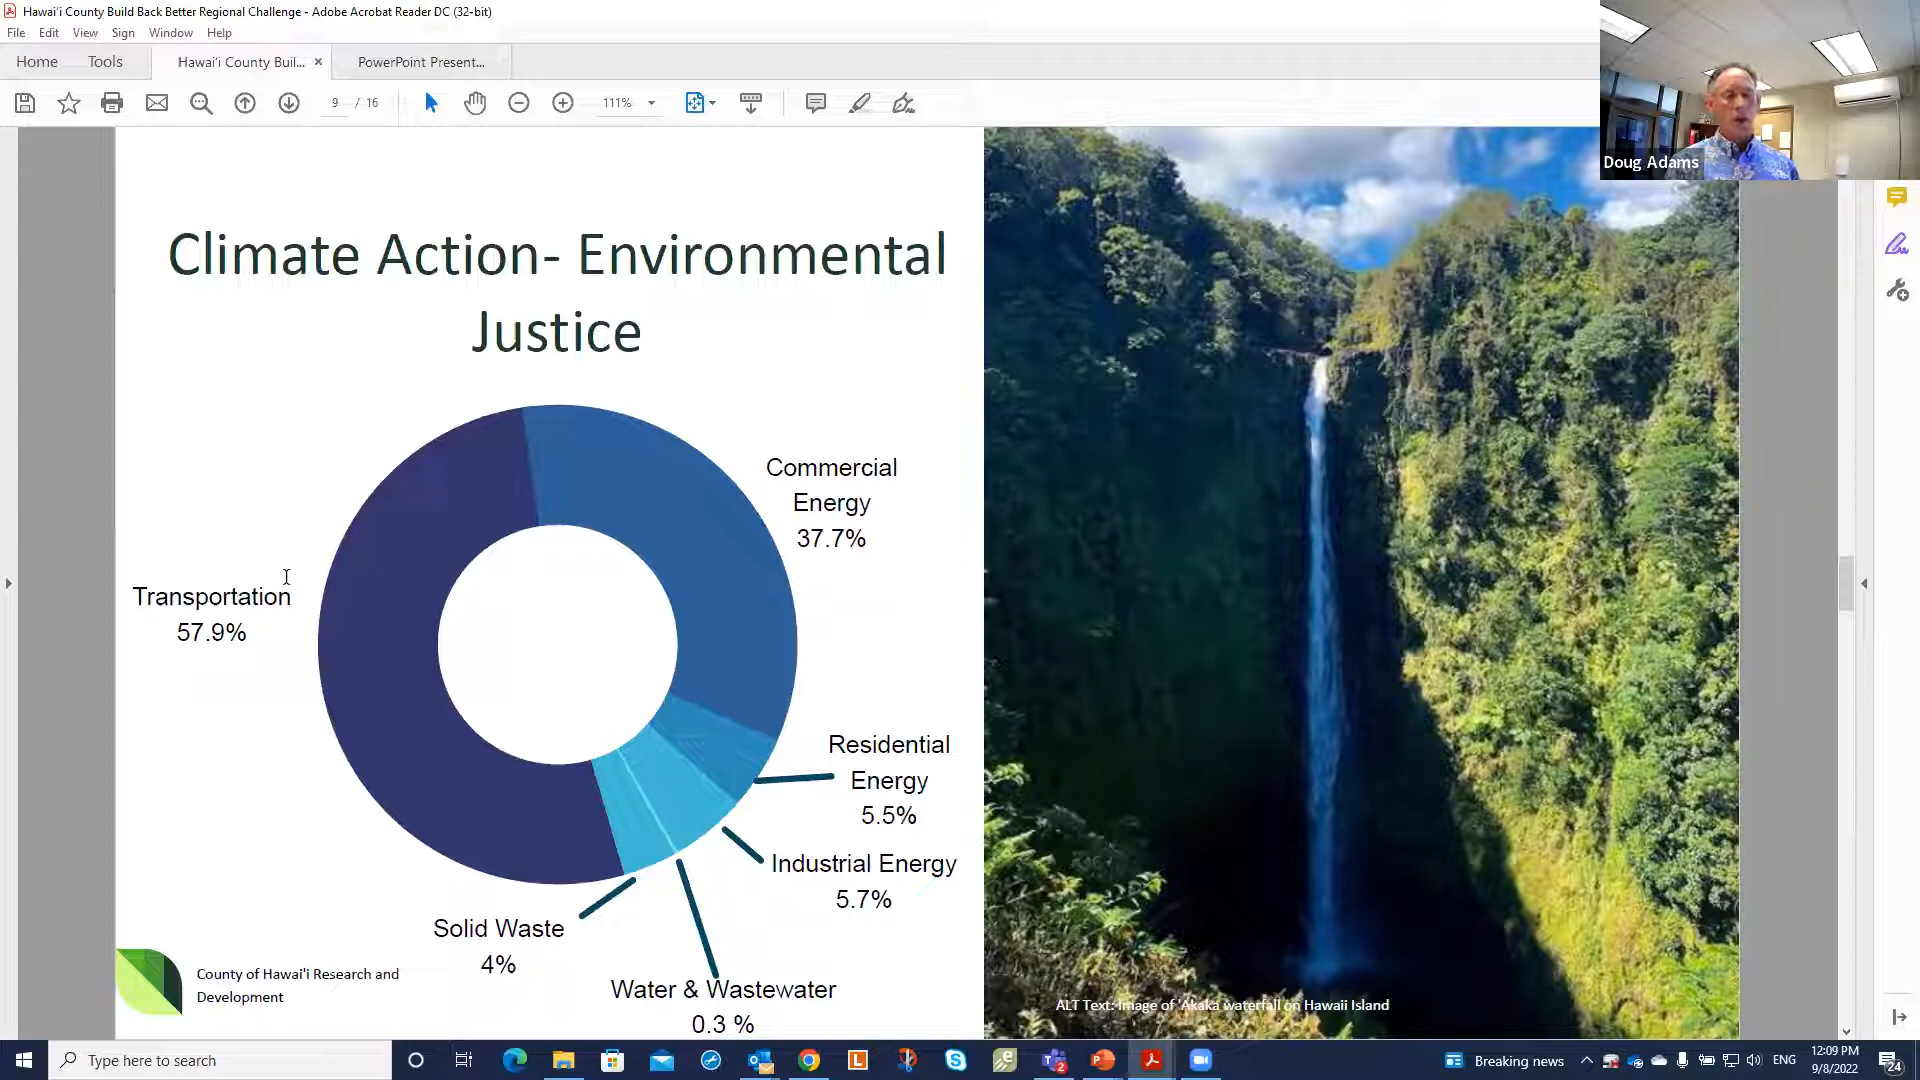 Hawai'i County Build Back Better Regional Challenge - Adobe Acrobat Reader DC (32-bit)
File Edit View Sign Window Help
Home Tools Hawai'i County Buil... × PowerPoint Present...
9 / 16 111%
Doug Adams
Climate Action- Environmental
Justice
Commercial
Energy
37.7%
Transportation
57.9%
Residential
Energy
5.5%
Industrial Energy
5.7%
Solid Waste
4%
Water & Wastewater
0.3 %
County of Hawai'i Research and
Development
ALT Text: Image of 'Akaka waterfall on Hawaii Island
Type here to search
Breaking news
ENG
12:09 PM
9/8/2022
24